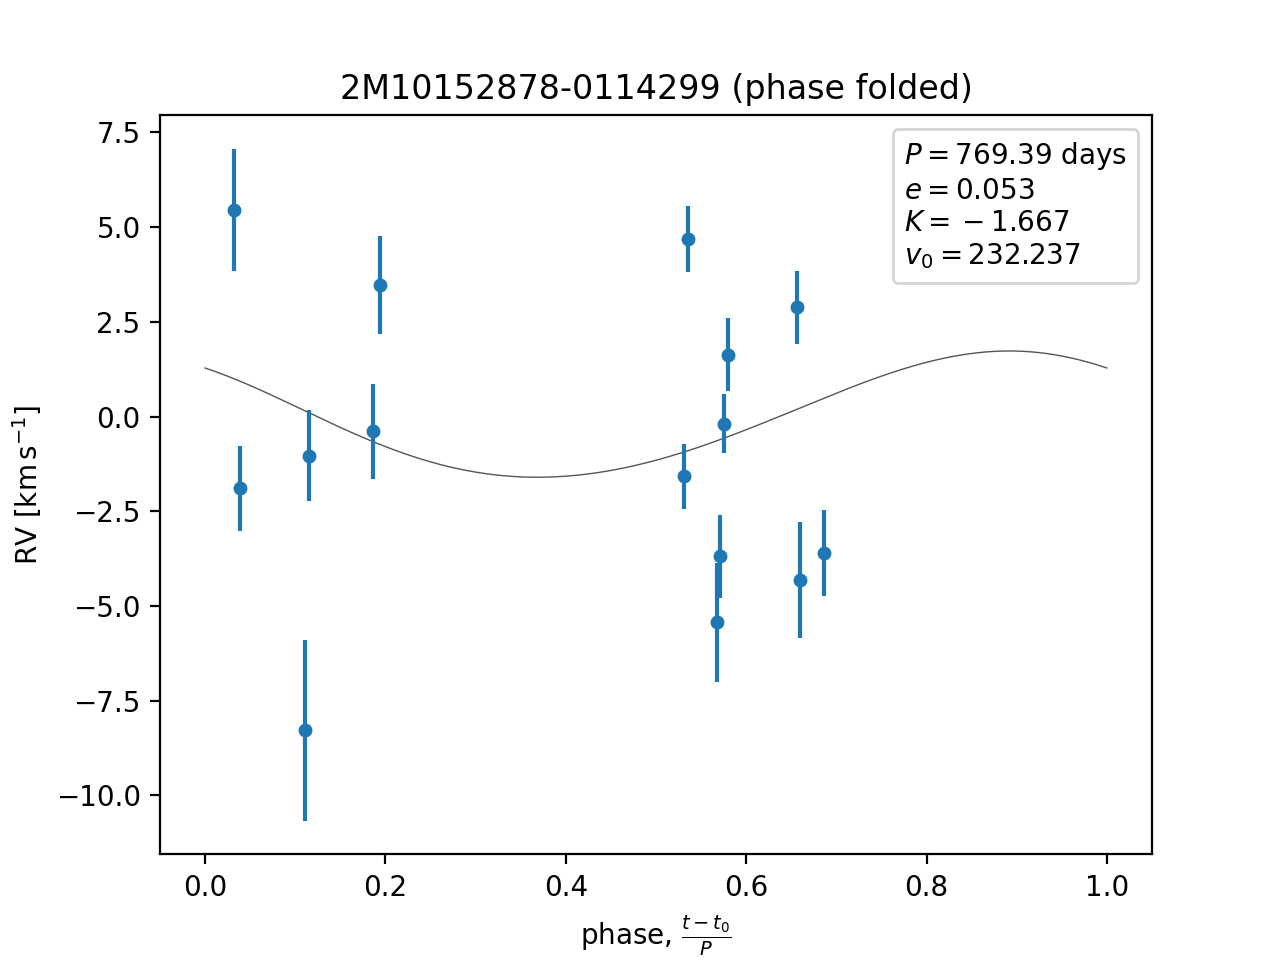 2M10152878-0114299 (phase folded)
P = 769.39 days
e = 0.053
K = −1.667
v₀ = 232.237
RV [km s⁻¹]
7.5
5.0
2.5
0.0
−2.5
−5.0
−7.5
−10.0
0.0 0.2 0.4 0.6 0.8 1.0
phase, (t − t₀)/P